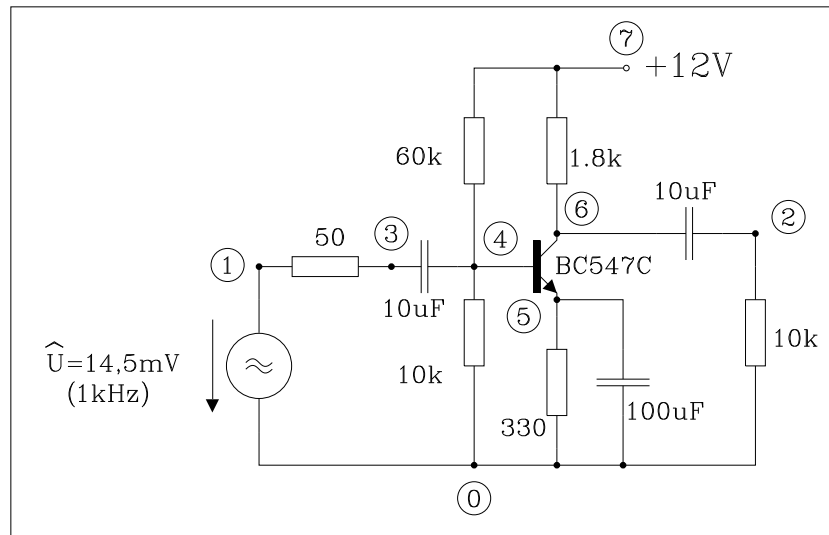 7
+12V
60k
1.8k
10uF
6
2
50
3
4
1
BC547C
10uF
5
Û=14,5mV
(1kHz)
10k
10k
330
100uF
0